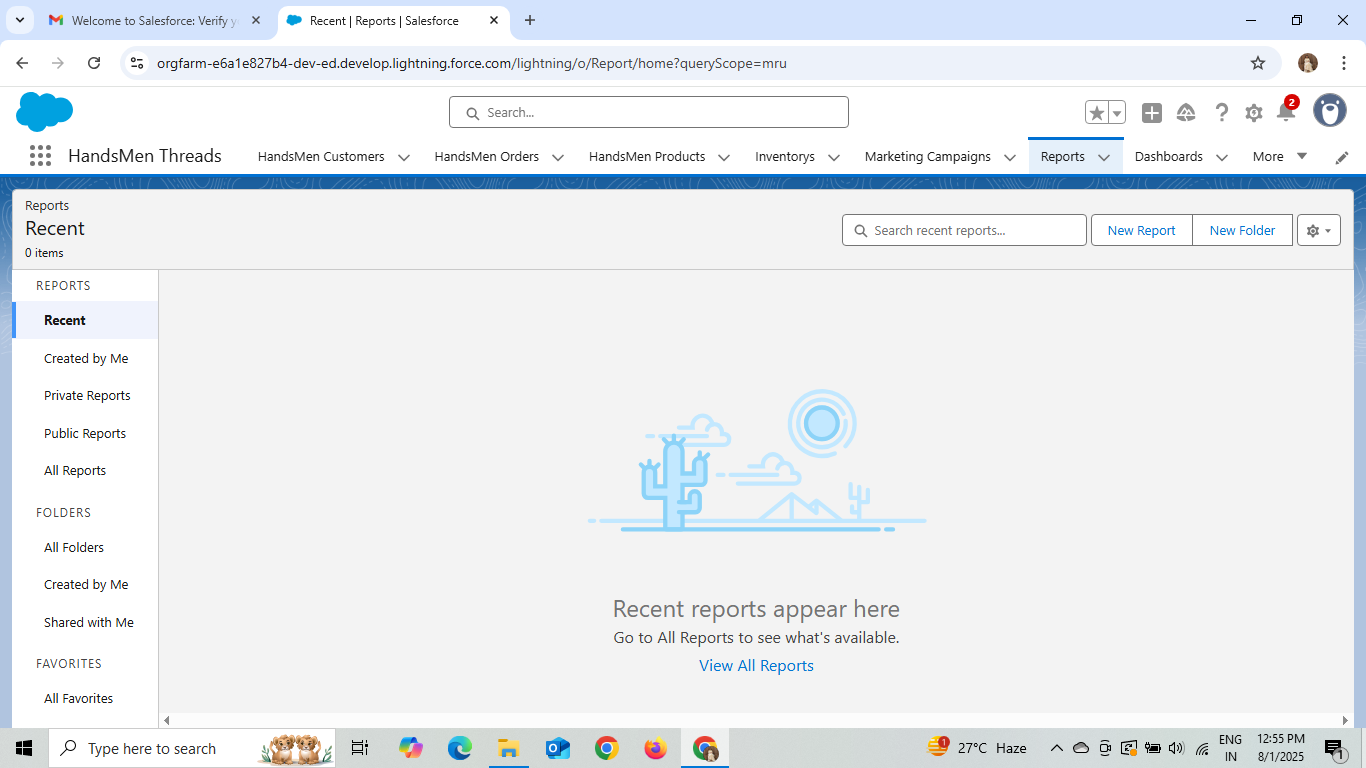 Welcome to Salesforce: Verify y
Recent | Reports | Salesforce
orgfarm-e6a1e827b4-dev-ed.develop.lightning.force.com/lightning/o/Report/home?queryScope=mru
Search...
2
HandsMen Threads
HandsMen Customers
HandsMen Orders
HandsMen Products
Inventorys
Marketing Campaigns
Reports
Dashboards
More
Reports
Recent
0 items
Search recent reports...
New Report
New Folder
REPORTS
Recent
Created by Me
Private Reports
Public Reports
All Reports
FOLDERS
All Folders
Created by Me
Shared with Me
FAVORITES
All Favorites
Recent reports appear here
Go to All Reports to see what's available.
View All Reports
Type here to search
1
27°C Haze
ENG
IN
12:55 PM
8/1/2025
1